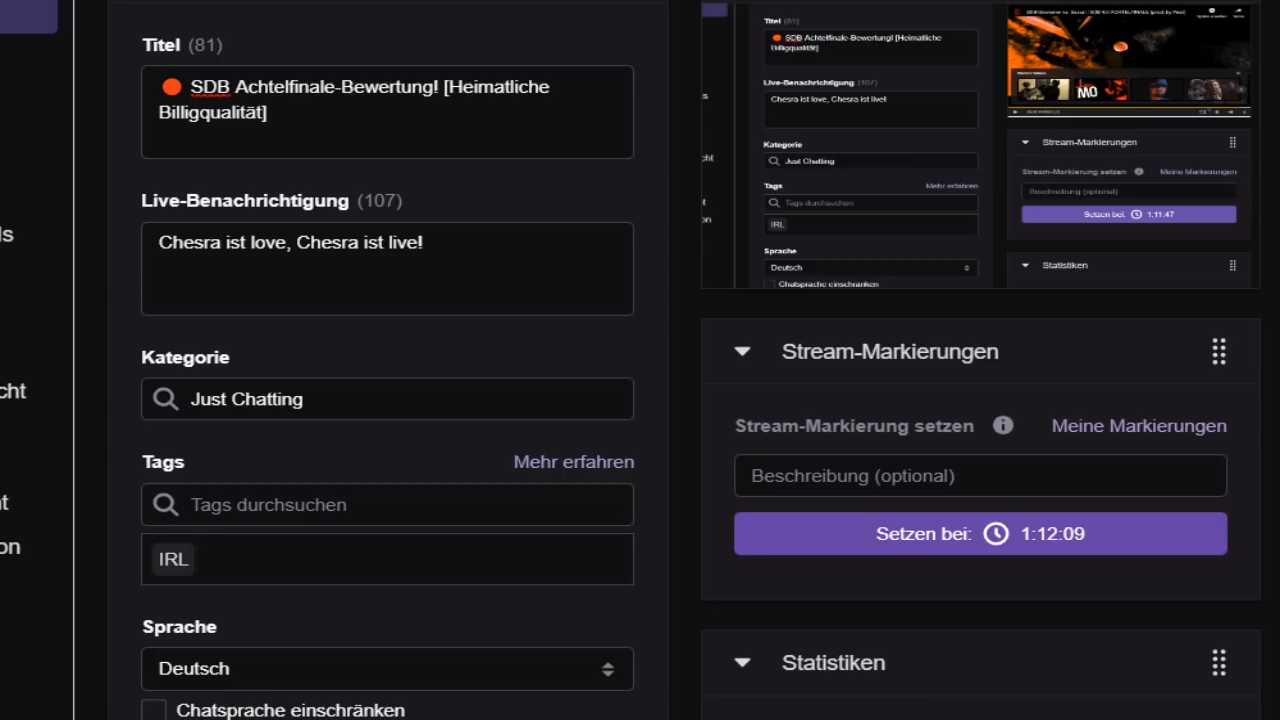 Titel (81)
SDB Achtelfinale-Bewertung! [Heimatliche
Billigqualität]
Live-Benachrichtigung (107)
Chesra ist love, Chesra ist live!
Kategorie
Just Chatting
Tags
Mehr erfahren
Tags durchsuchen
IRL
Sprache
Deutsch
Chatsprache einschränken
ls
cht
on
Titel (81)
SDB Achtelfinale-Bewertung! [Heimatliche
Billigqualität]
Live-Benachrichtigung (107)
Chesra ist love, Chesra ist live!
Kategorie
Just Chatting
Tags
Mehr erfahren
Tags durchsuchen
IRL
Sprache
Deutsch
Chatsprache einschränken
MO
Stream-Markierungen
Stream-Markierung setzen
Meine Markierungen
Beschreibung (optional)
Setzen bei: 1:11:47
Statistiken
Stream-Markierungen
Stream-Markierung setzen
Meine Markierungen
Beschreibung (optional)
Setzen bei: 1:12:09
Statistiken